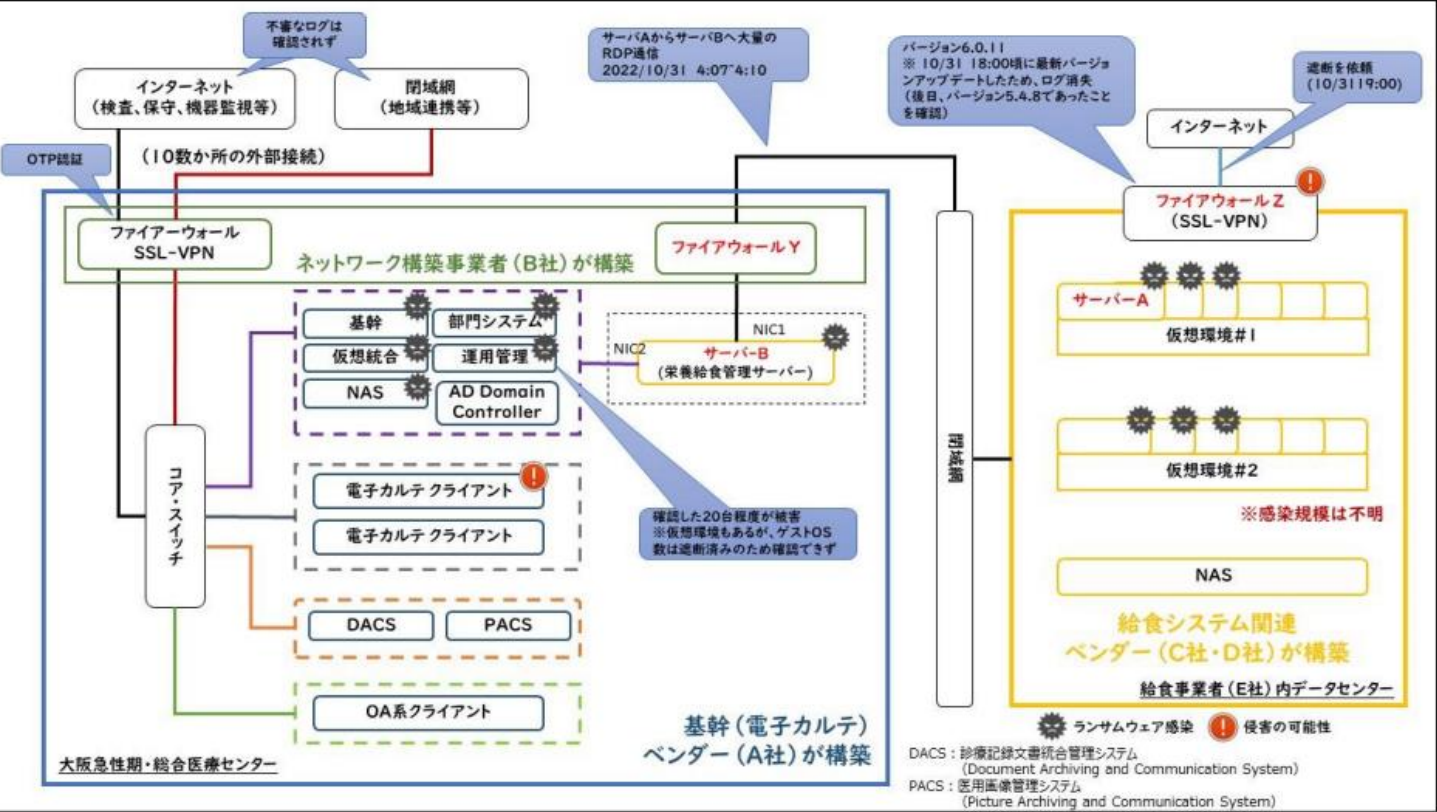 不審なログは
確認されず
インターネット
(検査、保守、機器監視等)
閉域網
(地域連携等)
サーバAからサーバBへ大量の
RDP通信
2022/10/31 4:07~4:10
バージョン6.0.11
※ 10/31 18:00頃に最新バージョ
ンアップデートしたため、ログ消失
(後日、バージョン5.4.8であったこと
を確認)
遮断を依頼
(10/3119:00)
インターネット
OTP認証
(10数か所の外部接続)
ファイアーウォール
SSL-VPN
ネットワーク構築事業者(B社)が構築
ファイアウォールY
ファイアウォールZ
(SSL-VPN)
基幹
部門システム
仮想統合
運用管理
NAS
AD Domain
Controller
NIC1
NIC2
サーバ-B
(栄養給食管理サーバー)
サーバーA
仮想環境#1
仮想環境#2
※感染規模は不明
NAS
給食システム関連
ベンダー(C社・D社)が構築
給食事業者(E社)内データセンター
閉域網
コア・スイッチ
電子カルテ クライアント
電子カルテ クライアント
確認した20台程度が被害
※仮想環境もあるが、ゲストOS
数は遮断済みのため確認できず
DACS
PACS
OA系クライアント
基幹(電子カルテ)
ベンダー(A社)が構築
大阪急性期・総合医療センター
ランサムウェア感染
侵害の可能性
DACS:診療記録文書統合管理システム
(Document Archiving and Communication System)
PACS:医用画像管理システム
(Picture Archiving and Communication System)